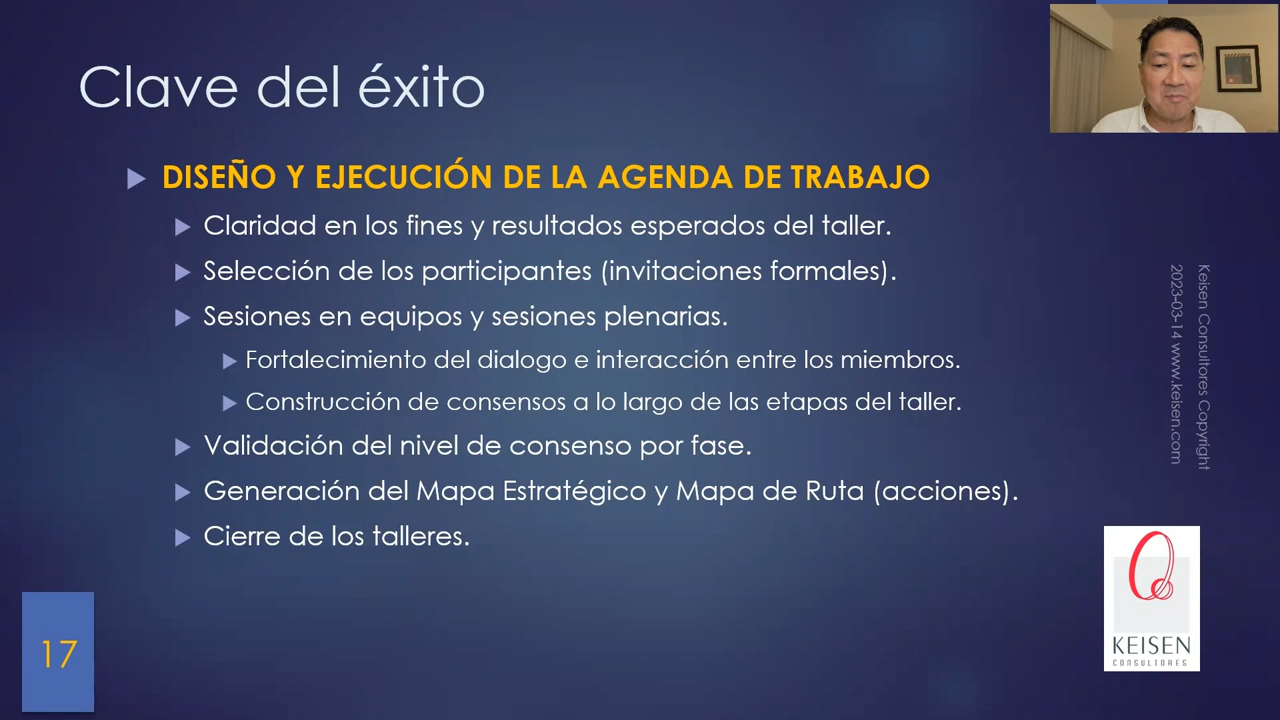 Clave del éxito
DISEÑO Y EJECUCIÓN DE LA AGENDA DE TRABAJO
Claridad en los fines y resultados esperados del taller.
Selección de los participantes (invitaciones formales).
Sesiones en equipos y sesiones plenarias.
Fortalecimiento del dialogo e interacción entre los miembros.
Construcción de consensos a lo largo de las etapas del taller.
Validación del nivel de consenso por fase.
Generación del Mapa Estratégico y Mapa de Ruta (acciones).
Cierre de los talleres.
Keisen Consultores Copyright
2023-03-14 www.keisen.com
KEISEN
CONSULTORES
17